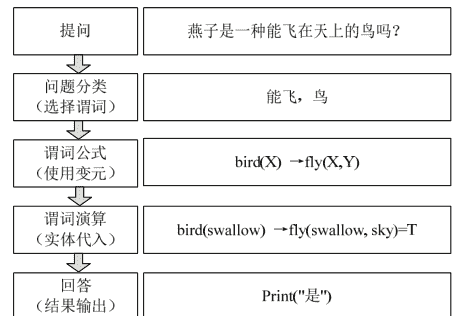 提问
燕子是一种能飞在天上的鸟吗？
问题分类
（选择谓词）
能飞，鸟
谓词公式
（使用变元）
bird(X) →fly(X,Y)
谓词演算
（实体代入）
bird(swallow) →fly(swallow, sky)=T
回答
（结果输出）
Print("是")